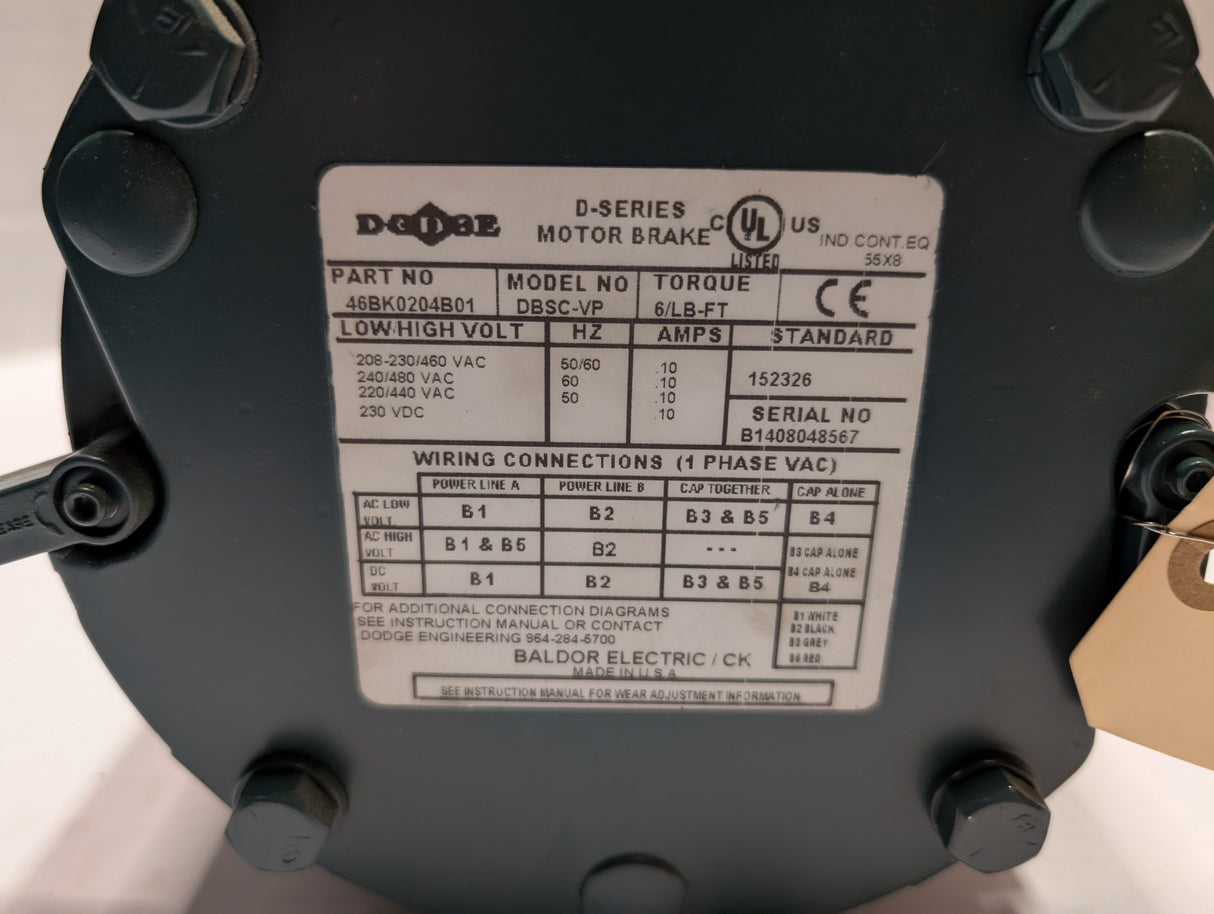 DODGE
D-SERIES
MOTOR BRAKE
C UL US
LISTED
IND.CONT.EQ
55X8
PART NO MODEL NO TORQUE
46BK0204B01 DBSC-VP 6/LB-FT CE
LOW/HIGH VOLT HZ AMPS STANDARD
208-230/460 VAC 50/60 .10
240/480 VAC 60 .10 152326
220/440 VAC 50 .10
230 VDC .10 SERIAL NO
B1408048567
WIRING CONNECTIONS (1 PHASE VAC)
POWER LINE A POWER LINE B CAP TOGETHER CAP ALONE
AC LOW
VOLT B1 B2 B3 & B5 B4
AC HIGH
VOLT B1 & B5 B2 --- B3 CAP ALONE
B4 CAP ALONE
DC
VOLT B1 B2 B3 & B5 B4
FOR ADDITIONAL CONNECTION DIAGRAMS
SEE INSTRUCTION MANUAL OR CONTACT
DODGE ENGINEERING 864-284-5700
B1 WHITE
B2 BLACK
B3 GREY
B5 RED
BALDOR ELECTRIC / CK
MADE IN U.S.A
SEE INSTRUCTION MANUAL FOR WEAR ADJUSTMENT INFORMATION